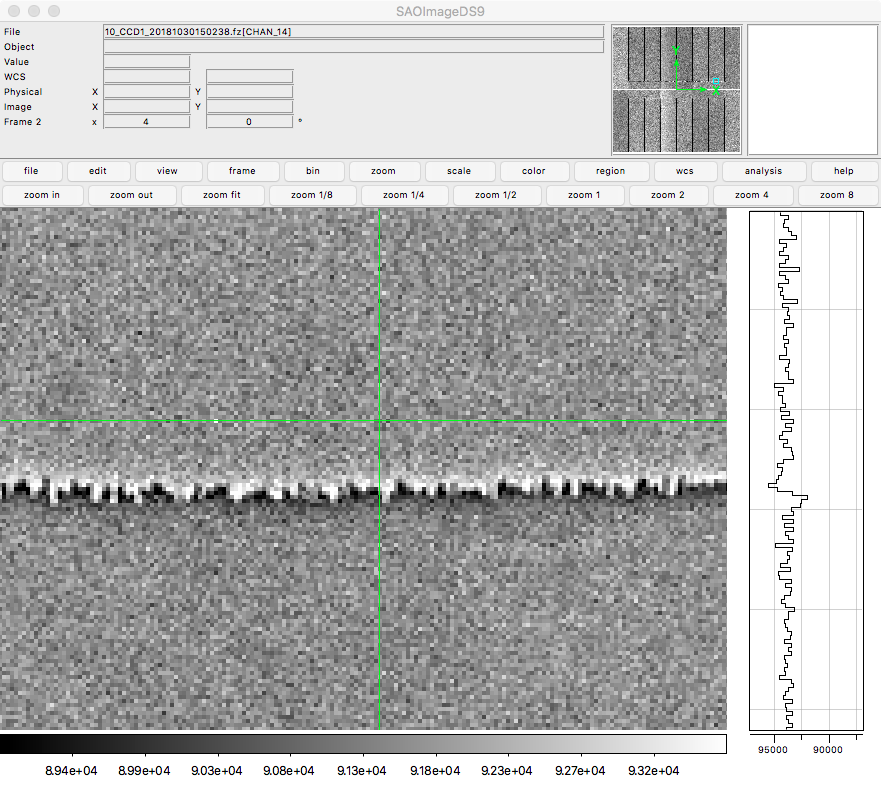 SAOImageDS9
File 10_CCD1_20181030150238.fz[CHAN_14]
Object
Value
WCS
Physical X Y
Image X Y
Frame 2 x 4 0 °
Y
X
file edit view frame bin zoom scale color region wcs analysis help
zoom in zoom out zoom fit zoom 1/8 zoom 1/4 zoom 1/2 zoom 1 zoom 2 zoom 4 zoom 8
95000 90000
8.94e+04 8.99e+04 9.03e+04 9.08e+04 9.13e+04 9.18e+04 9.23e+04 9.27e+04 9.32e+04